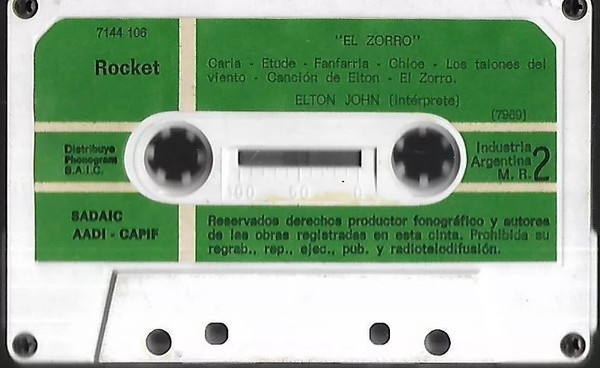 7144 106
"EL ZORRO"
Rocket
Carla - Etude - Fanfarria - Chloe - Los talones del
viento - Canción de Elton - El Zorro.
ELTON JOHN (intérprete)
(7969)
Distribuye
Phonogram
S.A.I.C.
Industria
Argentina
M. R.
2
100 50 0
SADAIC
AADI - CAPIF
Reservados derechos productor fonográfico y autores
de las obras registradas en esta cinta. Prohibida su
regrab., rep., ejec., pub. y radiotelodifusión.